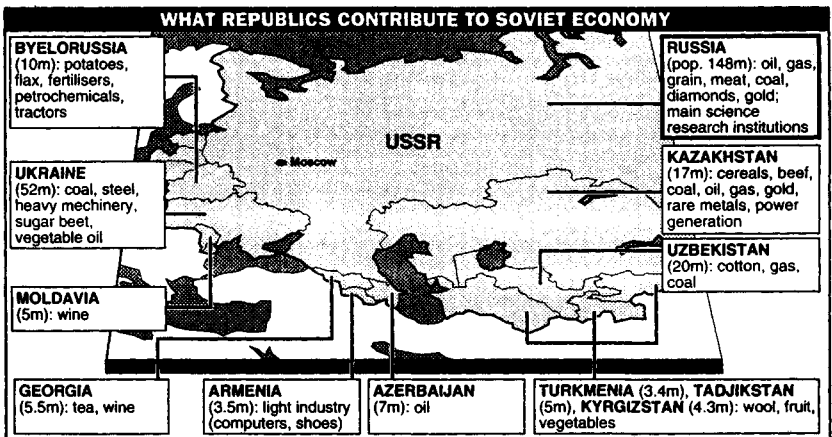 WHAT REPUBLICS CONTRIBUTE TO SOVIET ECONOMY
BYELORUSSIA
(10m): potatoes,
flax, fertilisers,
petrochemicals,
tractors
UKRAINE
(52m): coal, steel,
heavy mechinery,
sugar beet,
vegetable oil
MOLDAVIA
(5m): wine
USSR
Moscow
RUSSIA
(pop. 148m): oil, gas,
grain, meat, coal,
diamonds, gold;
main science
research institutions
KAZAKHSTAN
(17m): cereals, beef,
coal, oil, gas, gold,
rare metals, power
generation
UZBEKISTAN
(20m): cotton, gas,
coal
GEORGIA
(5.5m): tea, wine
ARMENIA
(3.5m): light industry
(computers, shoes)
AZERBAIJAN
(7m): oil
TURKMENIA (3.4m), TADJIKSTAN
(5m), KYRGIZSTAN (4.3m): wool, fruit,
vegetables